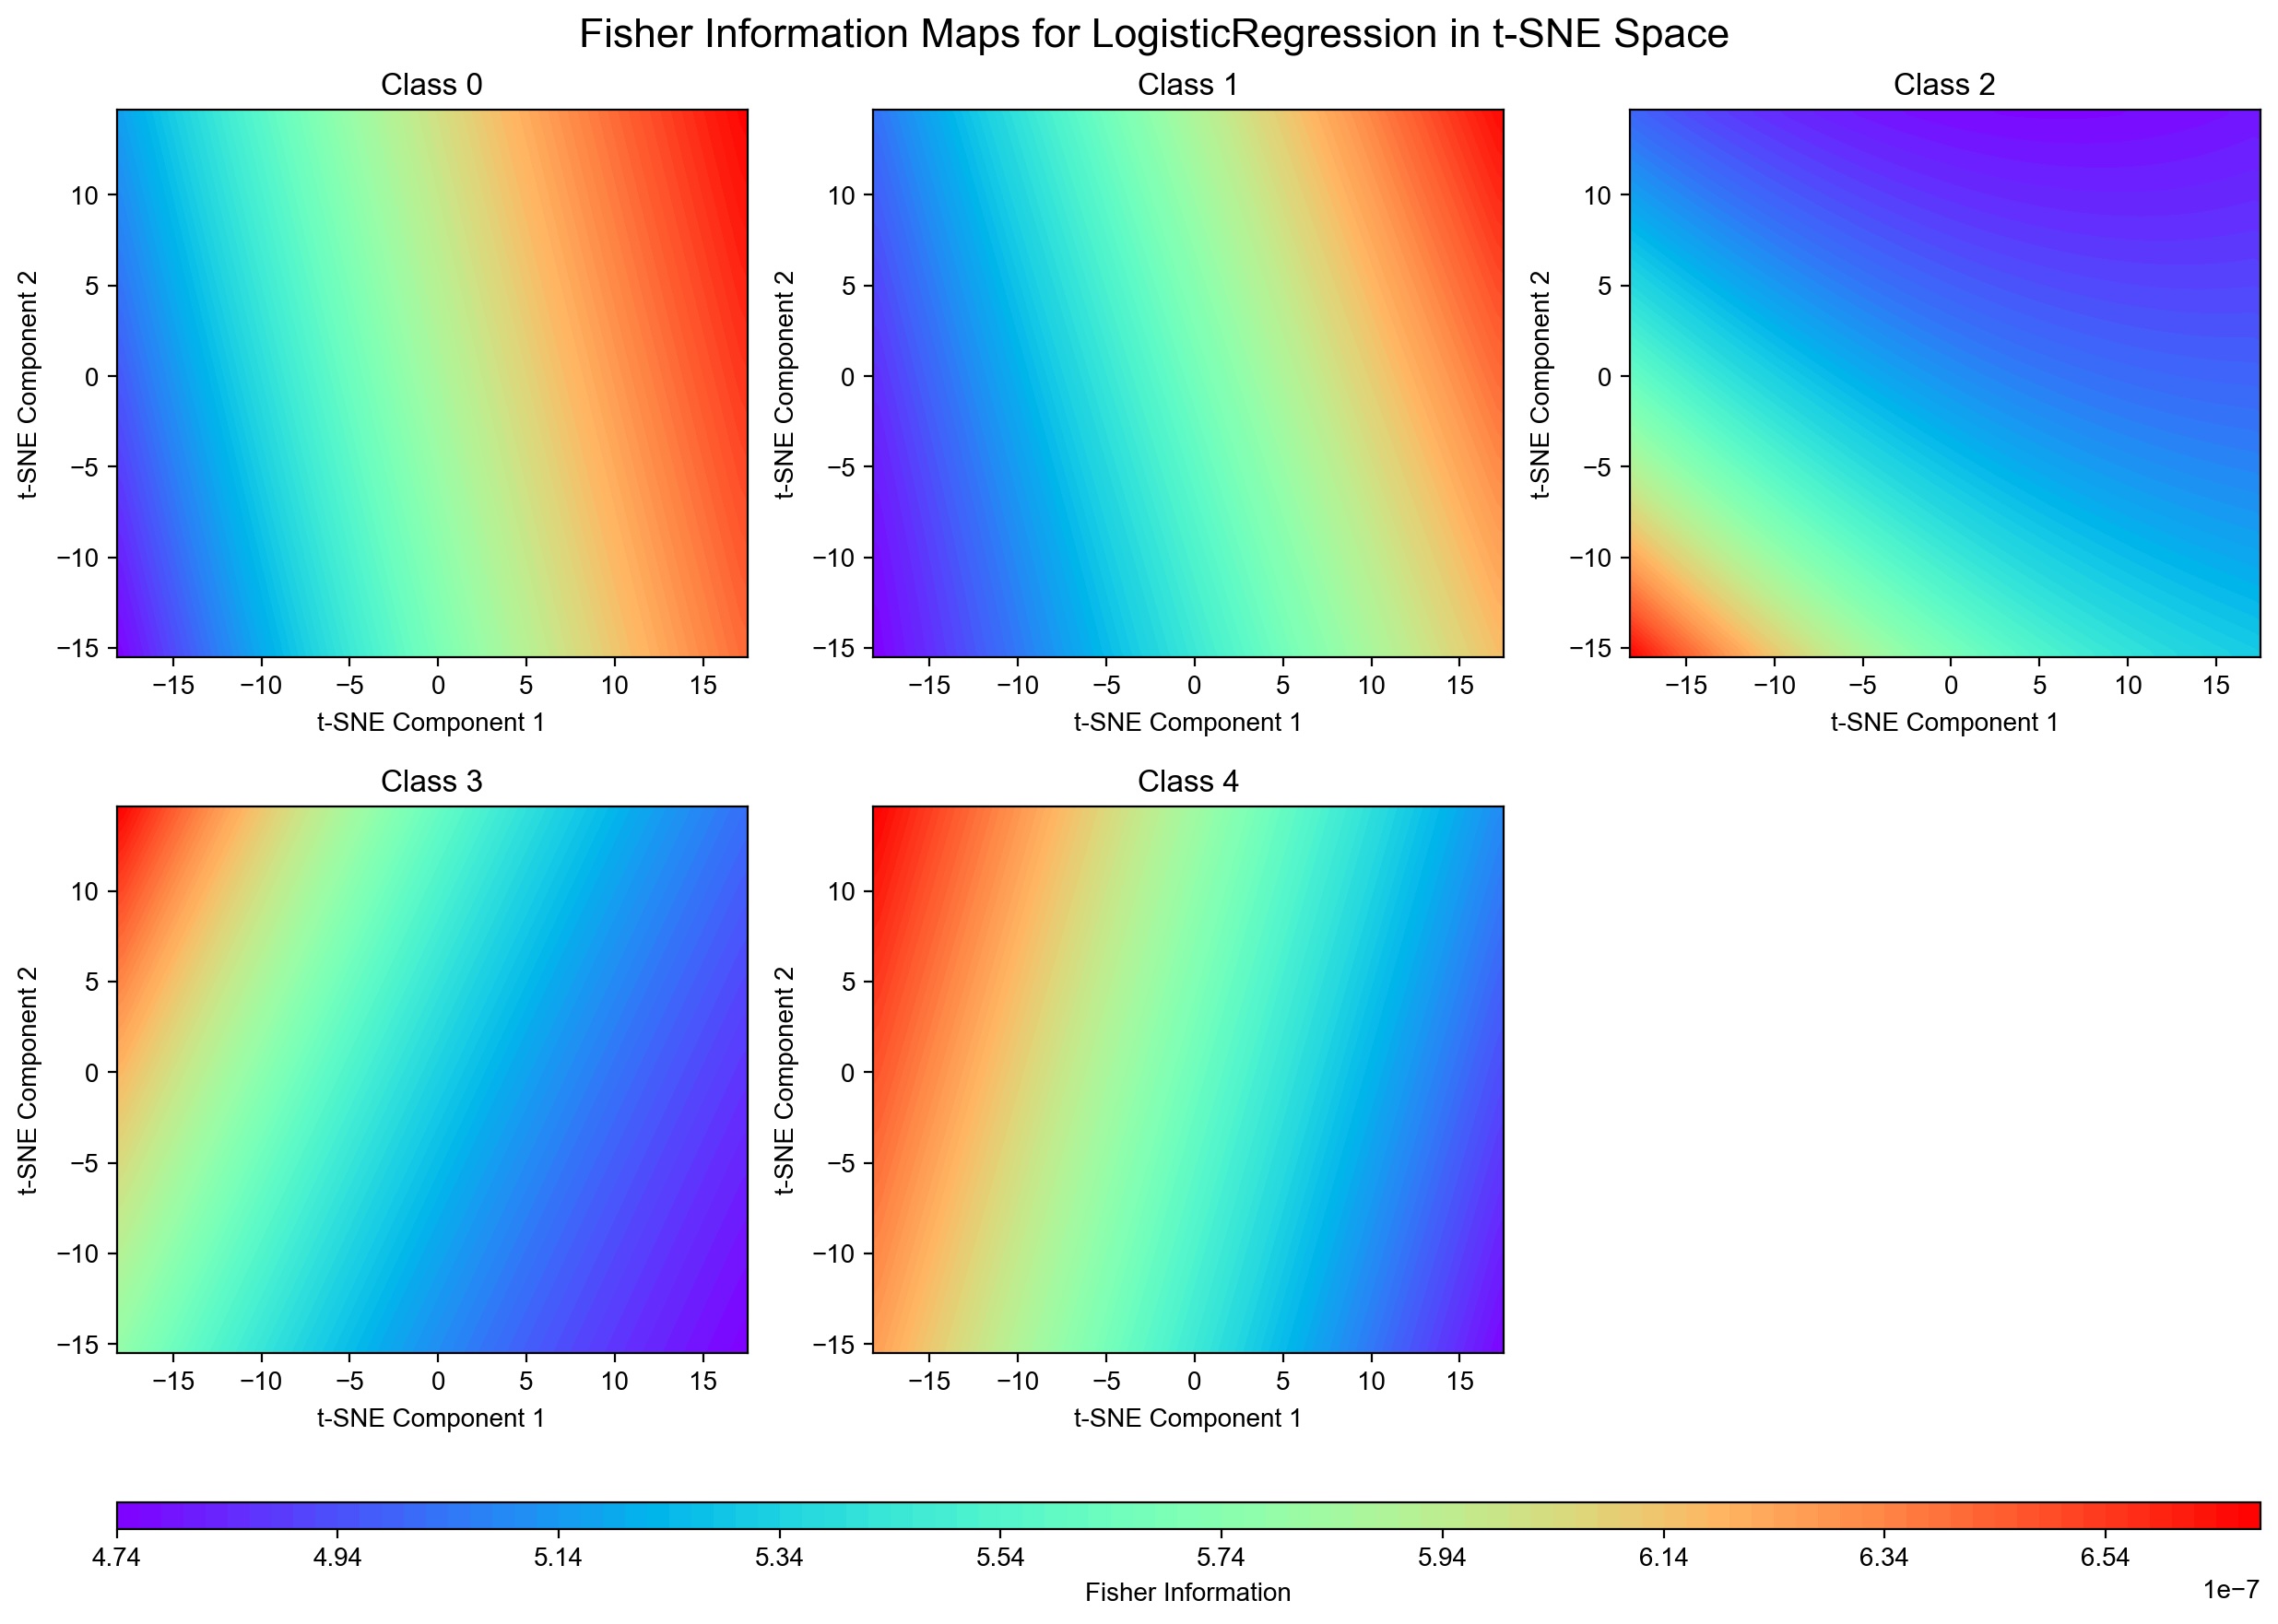 Fisher Information Maps for LogisticRegression in t-SNE Space
Class 0
Class 1
Class 2
10
5
0
−5
−10
−15
t-SNE Component 2
−15 −10 −5 0 5 10 15
t-SNE Component 1
10
5
0
−5
−10
−15
t-SNE Component 2
−15 −10 −5 0 5 10 15
t-SNE Component 1
10
5
0
−5
−10
−15
t-SNE Component 2
−15 −10 −5 0 5 10 15
t-SNE Component 1
Class 3
Class 4
10
5
0
−5
−10
−15
t-SNE Component 2
−15 −10 −5 0 5 10 15
t-SNE Component 1
10
5
0
−5
−10
−15
t-SNE Component 2
−15 −10 −5 0 5 10 15
t-SNE Component 1
4.74 4.94 5.14 5.34 5.54 5.74 5.94 6.14 6.34 6.54
Fisher Information
1e−7